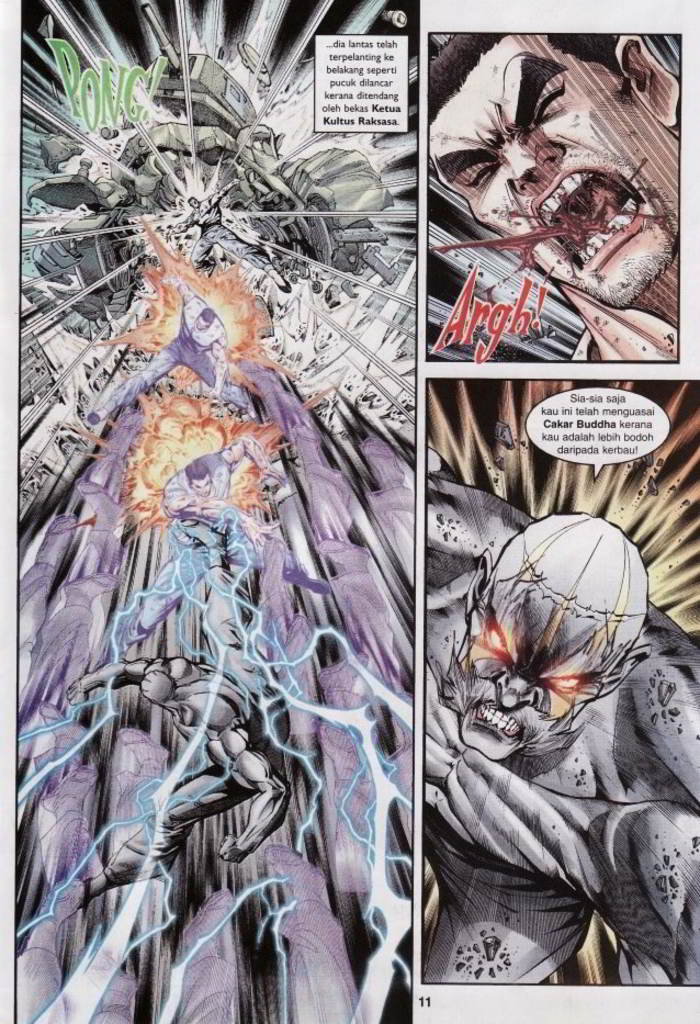 PONG!
...dia lantas telah
terpelanting ke
belakang seperti
pucuk dilancar
kerana ditendang
oleh bekas Ketua
Kultus Raksasa.
Argh!
Sia-sia saja
kau ini telah menguasai
Cakar Buddha kerana
kau adalah lebih bodoh
daripada kerbau!
11